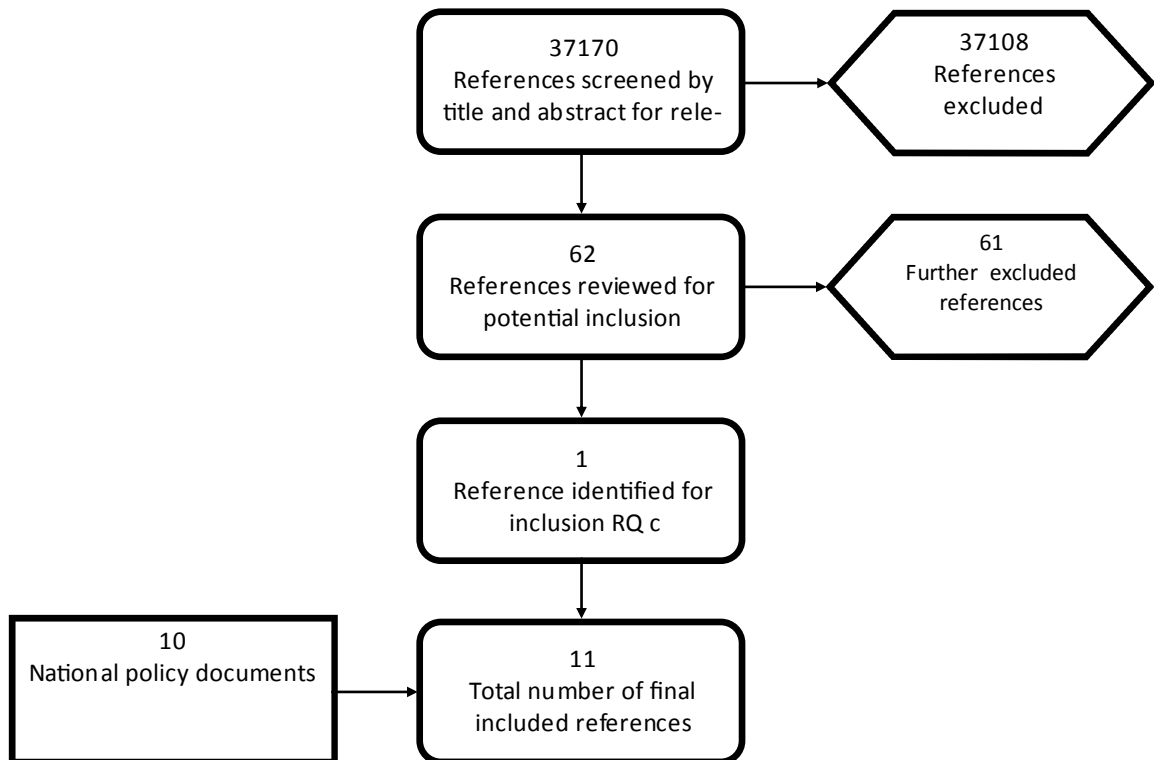 37170
References screened by
title and abstract for rele-
37108
References
excluded
62
References reviewed for
potential inclusion
61
Further excluded
references
1
Reference identified for
inclusion RQ c
10
National policy documents
11
Total number of final
included references